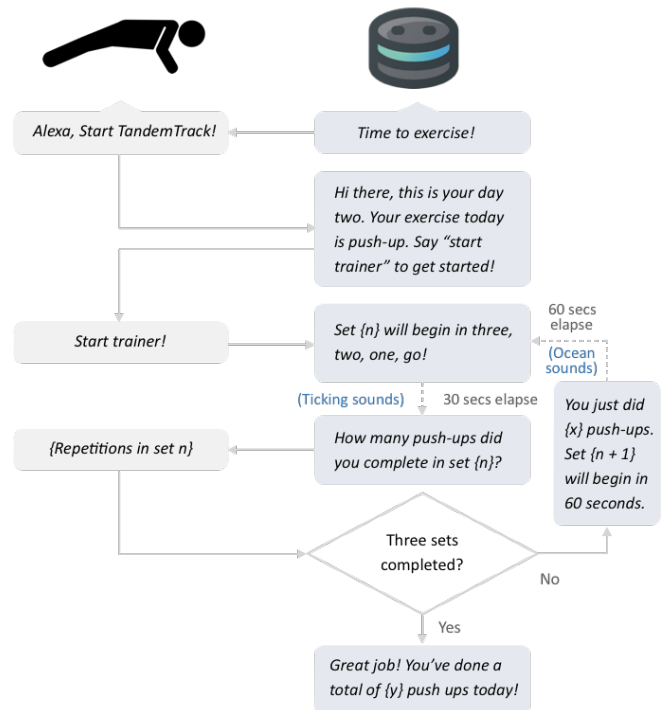 Alexa, Start TandemTrack!
Time to exercise!
Hi there, this is your day
two. Your exercise today
is push-up. Say “start
trainer” to get started!
Start trainer!
Set {n} will begin in three,
two, one, go!
60 secs
elapse
(Ocean
sounds)
(Ticking sounds)
30 secs elapse
You just did
{x} push-ups.
Set {n + 1}
will begin in
60 seconds.
{Repetitions in set n}
How many push-ups did
you complete in set {n}?
Three sets
completed?
No
Yes
Great job! You’ve done a
total of {y} push ups today!